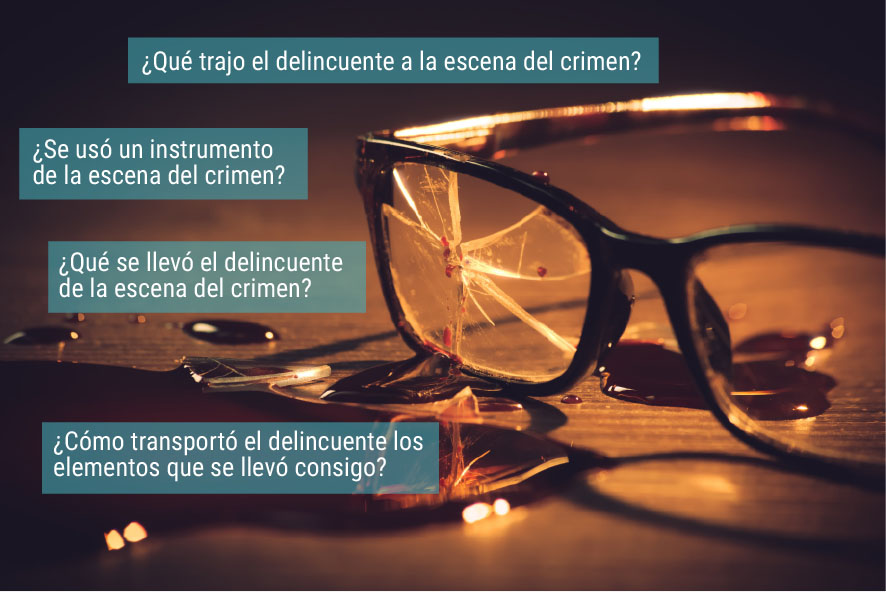 ¿Qué trajo el delincuente a la escena del crimen?
¿Se usó un instrumento
de la escena del crimen?
¿Qué se llevó el delincuente
de la escena del crimen?
¿Cómo transportó el delincuente los
elementos que se llevó consigo?